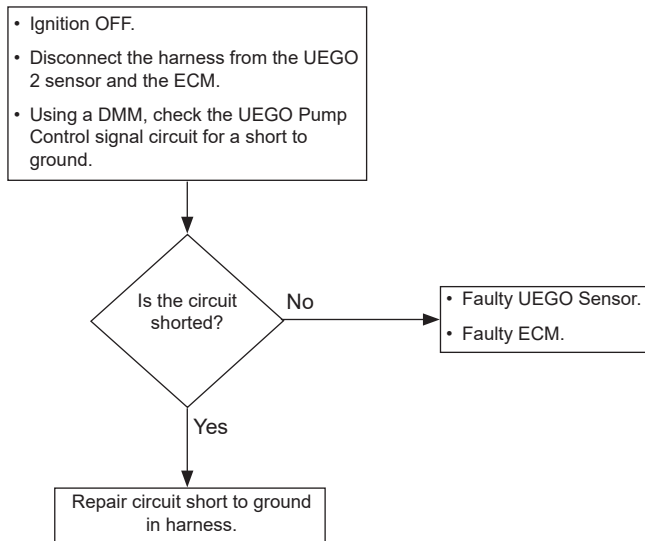 • Ignition OFF.
• Disconnect the harness from the UEGO
2 sensor and the ECM.
• Using a DMM, check the UEGO Pump
Control signal circuit for a short to
ground.
Is the circuit
shorted?
No
• Faulty UEGO Sensor.
• Faulty ECM.
Yes
Repair circuit short to ground
in harness.